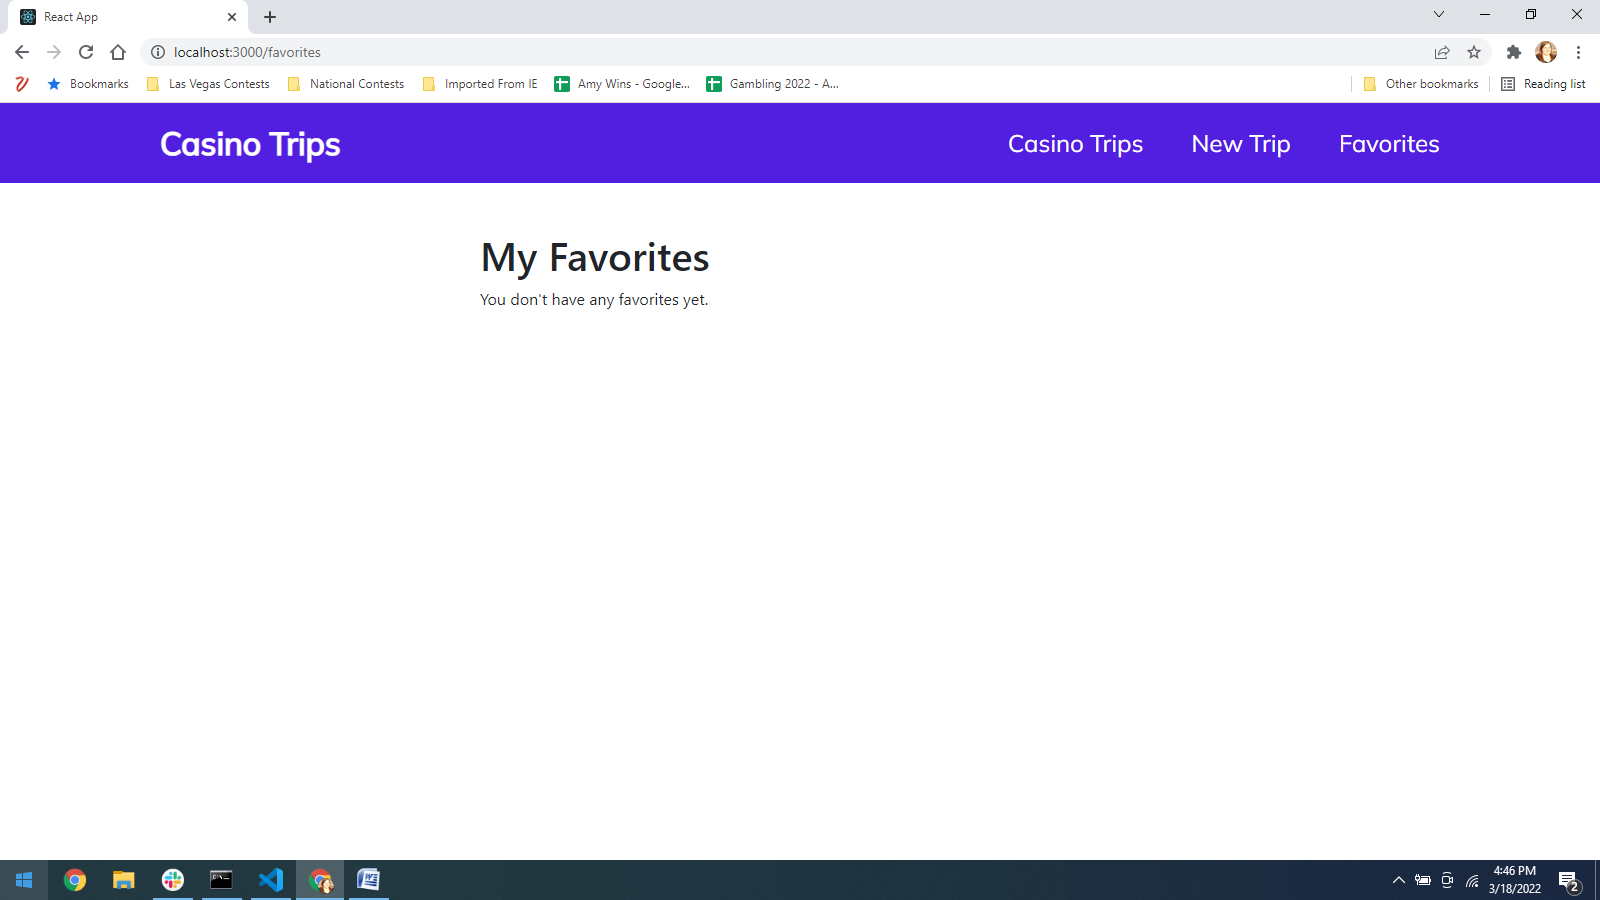 React App
localhost:3000/favorites
Bookmarks Las Vegas Contests National Contests Imported From IE Amy Wins - Google... Gambling 2022 - A... Other bookmarks Reading list
Casino Trips Casino Trips New Trip Favorites
My Favorites
You don't have any favorites yet.
4:46 PM
3/18/2022
2